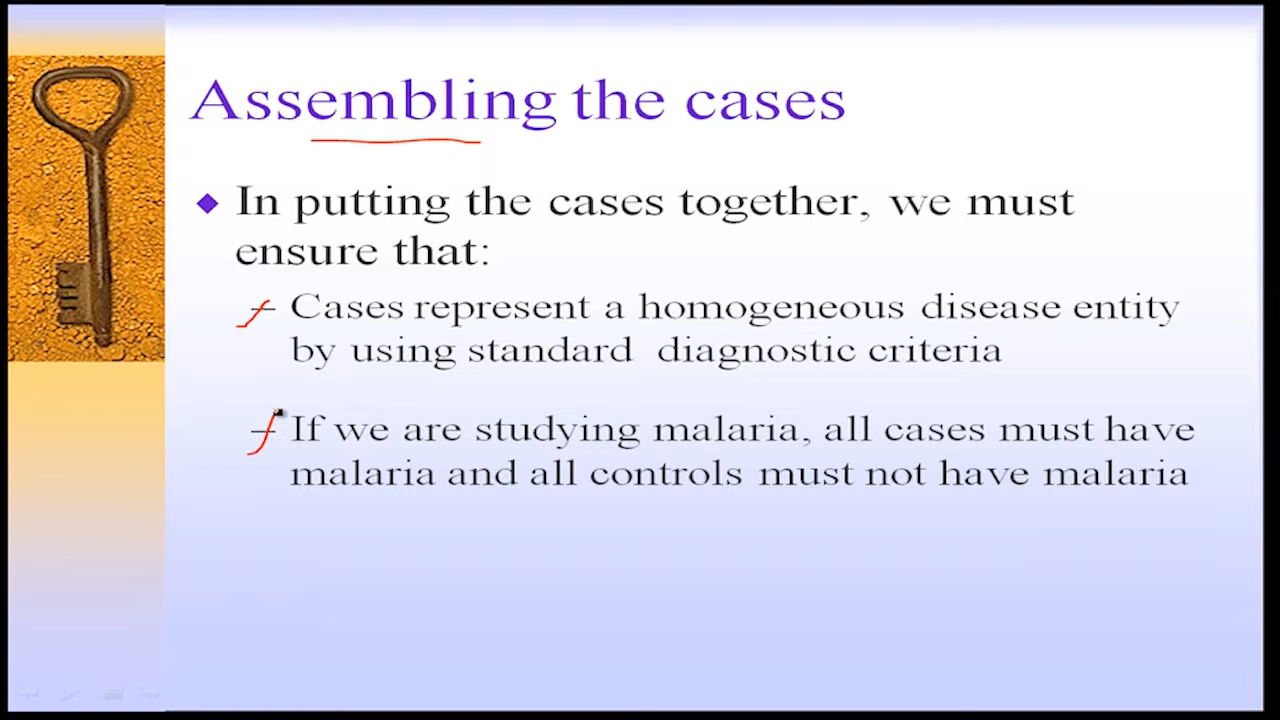 Assembling the cases
In putting the cases together, we must
ensure that:
– Cases represent a homogeneous disease entity
by using standard diagnostic criteria
– If we are studying malaria, all cases must have
malaria and all controls must not have malaria